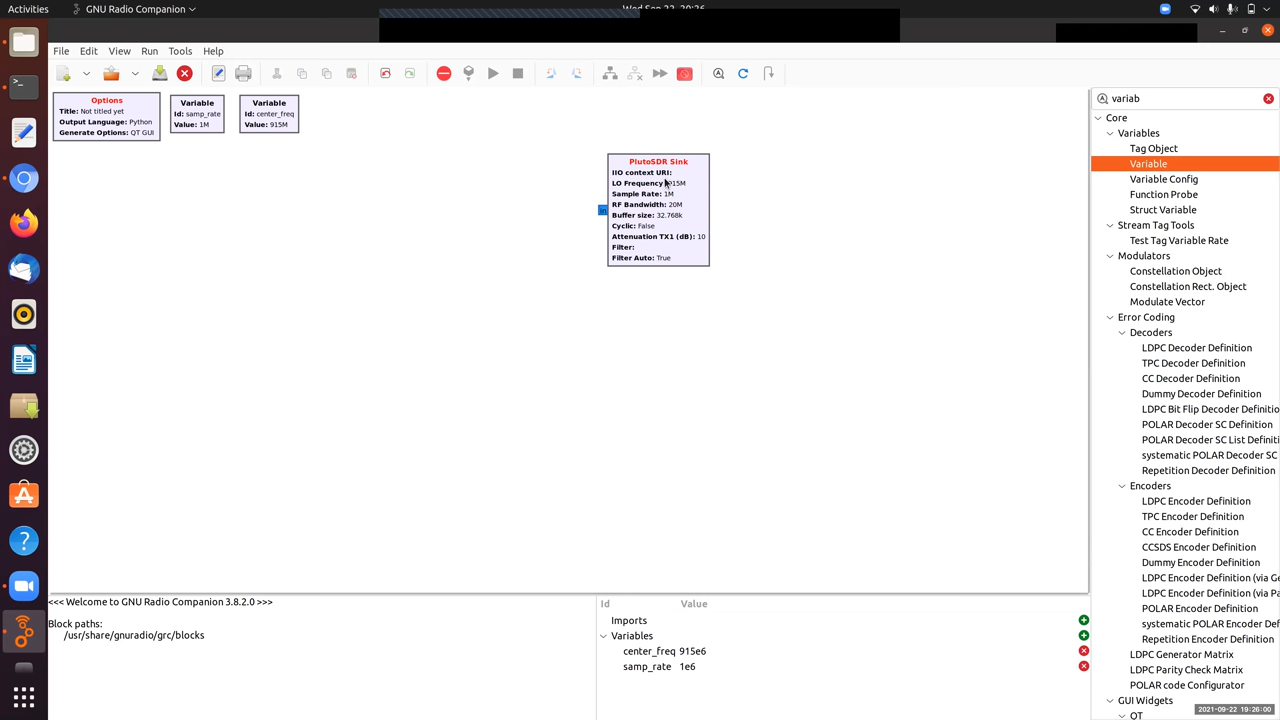 Activities
GNU Radio Companion
File Edit View Run Tools Help
Options
Title: Not titled yet
Output Language: Python
Generate Options: QT GUI
Variable
Id: samp_rate
Value: 1M
Variable
Id: center_freq
Value: 915M
PlutoSDR Sink
IIO context URI:
LO Frequency: 915M
Sample Rate: 1M
RF Bandwidth: 20M
Buffer size: 32.768k
Cyclic: False
Attenuation TX1 (dB): 10
Filter:
Filter Auto: True
variab
Core
Variables
Tag Object
Variable
Variable Config
Function Probe
Struct Variable
Stream Tag Tools
Test Tag Variable Rate
Modulators
Constellation Object
Constellation Rect. Object
Modulate Vector
Error Coding
Decoders
LDPC Decoder Definition
TPC Decoder Definition
CC Decoder Definition
Dummy Decoder Definition
LDPC Bit Flip Decoder Definitio
POLAR Decoder SC Definition
POLAR Decoder SC List Definiti
systematic POLAR Decoder SC
Repetition Decoder Definition
Encoders
LDPC Encoder Definition
TPC Encoder Definition
CC Encoder Definition
CCSDS Encoder Definition
Dummy Encoder Definition
LDPC Encoder Definition (via Ge
LDPC Encoder Definition (via Pa
POLAR Encoder Definition
systematic POLAR Encoder Def
Repetition Encoder Definition
LDPC Generator Matrix
LDPC Parity Check Matrix
POLAR code Configurator
GUI Widgets
QT
<<< Welcome to GNU Radio Companion 3.8.2.0 >>>
Block paths:
/usr/share/gnuradio/grc/blocks
Id Value
Imports
Variables
center_freq 915e6
samp_rate 1e6
2021-09-22 19:26:00